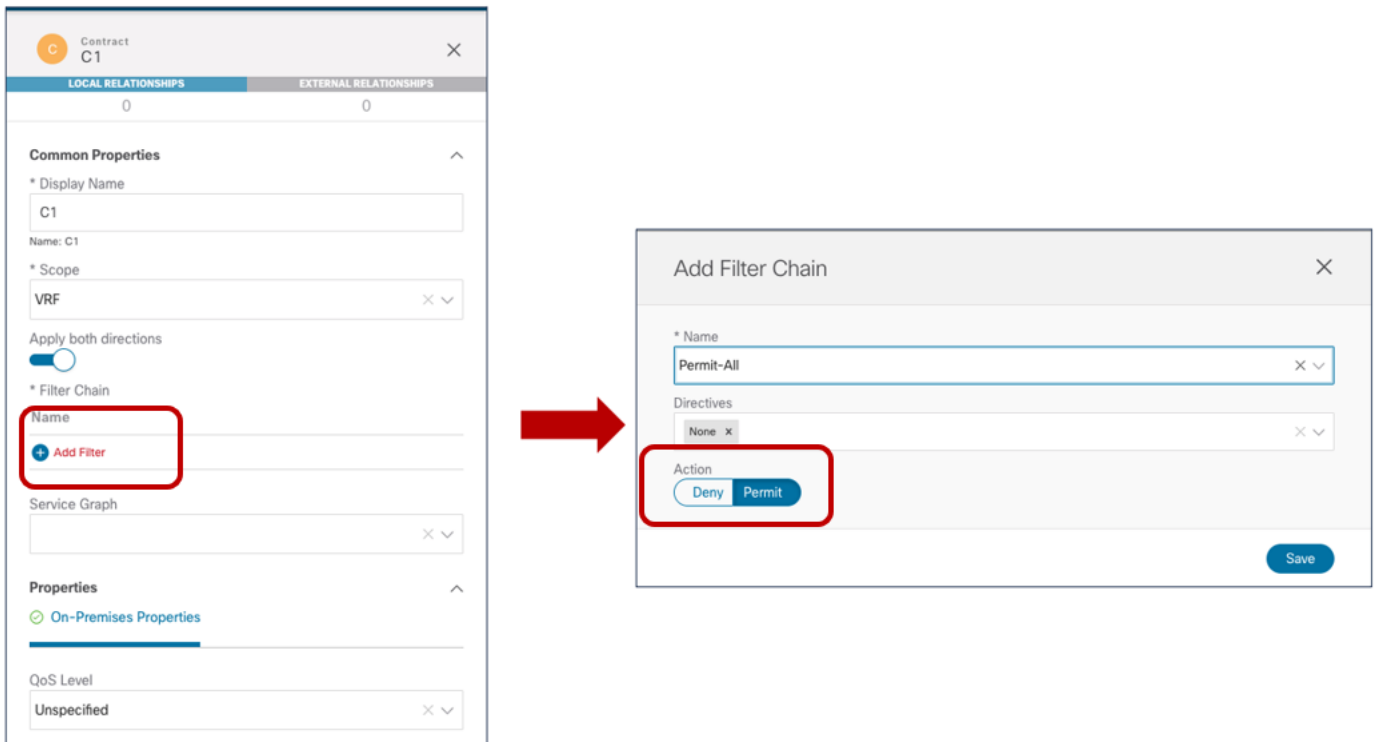 C
Contract
C1
LOCAL RELATIONSHIPS
EXTERNAL RELATIONSHIPS
0
0
Common Properties
* Display Name
C1
Name: C1
* Scope
VRF
Apply both directions
* Filter Chain
Name
Add Filter
Service Graph
Properties
On-Premises Properties
QoS Level
Unspecified
Add Filter Chain
* Name
Permit-All
Directives
None ×
Action
Deny Permit
Save